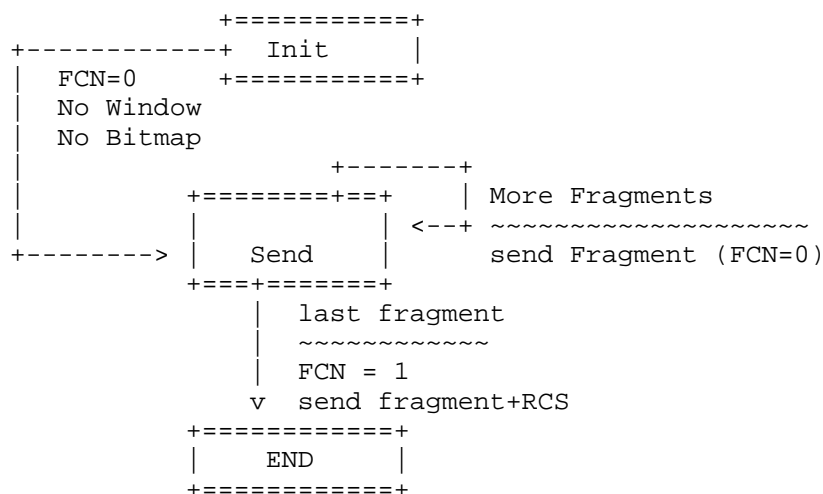 Init
FCN=0
No Window
No Bitmap
More Fragments
~~~~~~~~~~~~~~~~~~~~
Send
send Fragment (FCN=0)
last fragment
~~~~~~~~~~~~
FCN = 1
send fragment+RCS
END